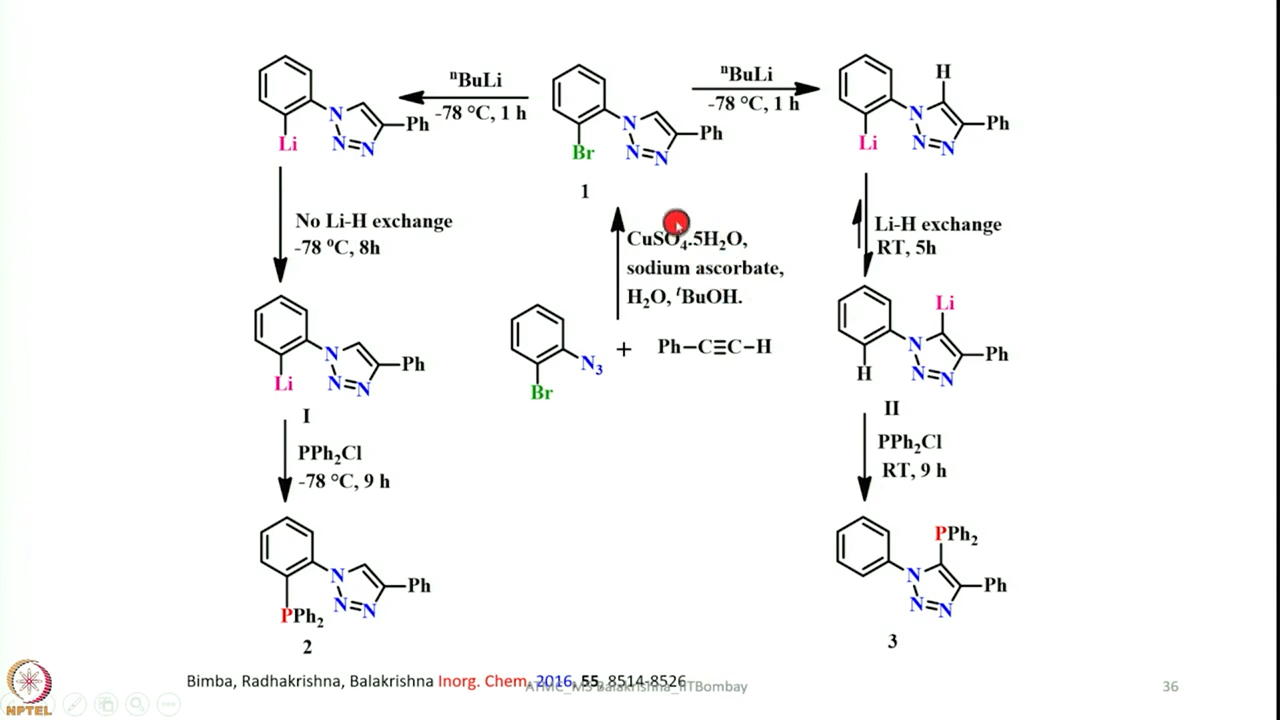 ⁿBuLi
-78 °C, 1 h
Li
N
N=N
Ph
Br
N
N=N
Ph
1
ⁿBuLi
-78 °C, 1 h
H
Li
N
N=N
Ph
No Li-H exchange
-78 ⁰C, 8h
CuSO₄.5H₂O,
sodium ascorbate,
H₂O, ᵗBuOH.
Li-H exchange
RT, 5h
Li
N
N=N
Ph
I
N₃
Br
+
Ph-C≡C-H
Li
H
N
N=N
Ph
II
PPh₂Cl
-78 °C, 9 h
PPh₂Cl
RT, 9 h
PPh₂
N
N=N
Ph
2
PPh₂
N
N=N
Ph
3
Bimba, Radhakrishna, Balakrishna Inorg. Chem. 2016, 55, 8514-8526
ATMC_MS Balakrishna_IITBombay
36
NPTEL